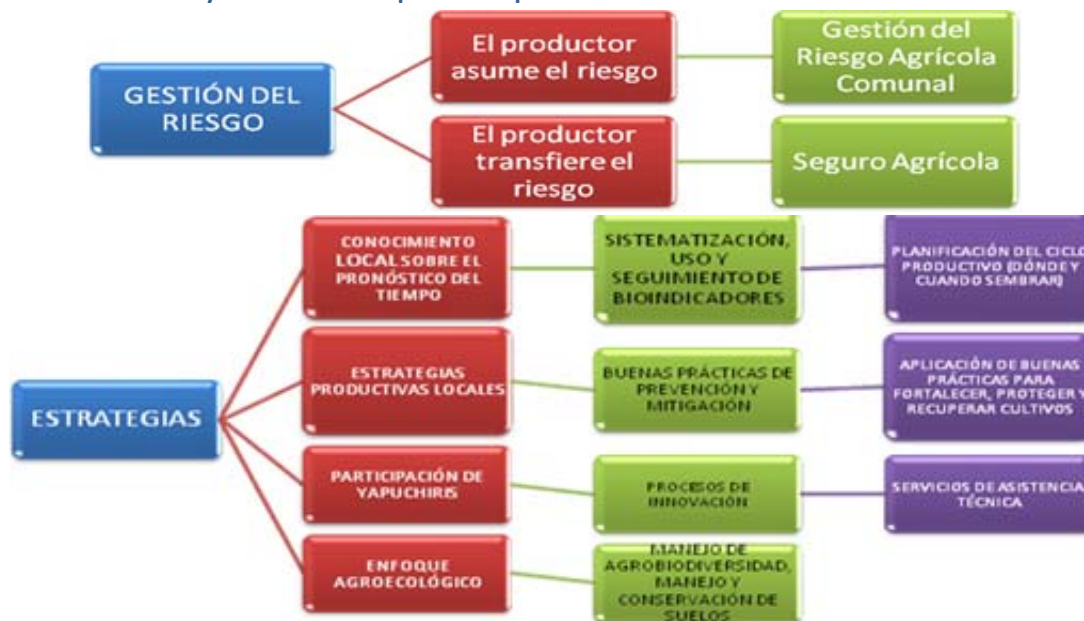 GESTIÓN DEL
RIESGO
El productor
asume el riesgo
Gestión del
Riesgo Agrícola
Comunal
El productor
transfiere el
riesgo
Seguro Agrícola
ESTRATEGIAS
CONOCIMIENTO
LOCAL SOBRE EL
PRONÓSTICO DEL
TIEMPO
SISTEMATIZACIÓN,
USO Y
SEGUIMIENTO DE
BIOINDICADORES
PLANIFICACIÓN DEL CICLO
PRODUCTIVO (DÓNDE Y
CUANDO SEMBRAR)
ESTRATEGIAS
PRODUCTIVAS LOCALES
BUENAS PRÁCTICAS DE
PREVENCIÓN Y
MITIGACIÓN
APLICACIÓN DE BUENAS
PRÁCTICAS PARA
FORTALECER, PROTEGER Y
RECUPERAR CULTIVOS
PARTICIPACIÓN DE
YAPUCHIRIS
PROCESOS DE
INNOVACIÓN
SERVICIOS DE ASISTENCIA
TÉCNICA
ENFOQUE
AGROECOLÓGICO
MANEJO DE
AGROBIODIVERSIDAD,
MANEJO Y
CONSERVACIÓN DE
SUELOS